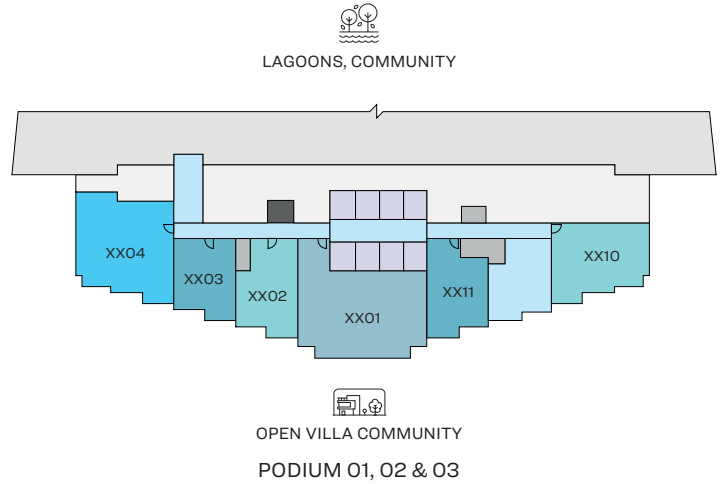 LAGOONS, COMMUNITY
XX04
XX03
XX02
XX01
XX11
XX10
OPEN VILLA COMMUNITY
PODIUM 01, 02 & 03